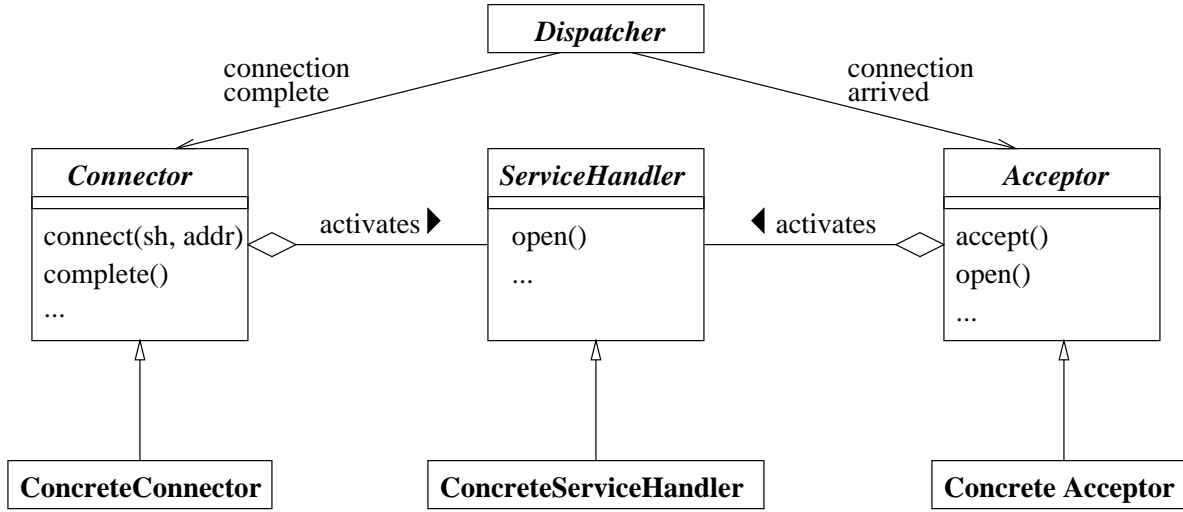 Dispatcher
connection
complete
connection
arrived
Connector
connect(sh, addr)
complete()
...
activates
ServiceHandler
open()
...
activates
Acceptor
accept()
open()
...
ConcreteConnector
ConcreteServiceHandler
Concrete Acceptor